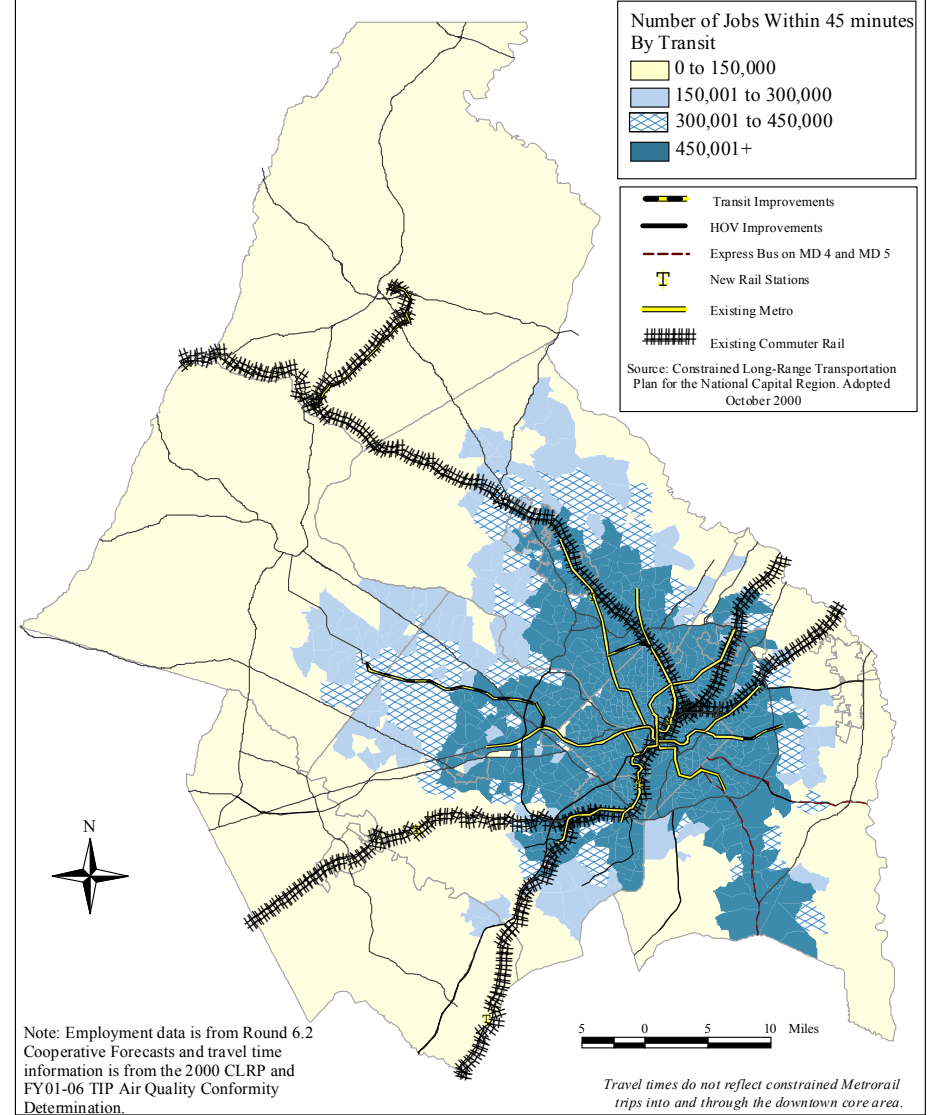 Number of Jobs Within 45 minutes
By Transit
0 to 150,000
150,001 to 300,000
300,001 to 450,000
450,001+
Transit Improvements
HOV Improvements
Express Bus on MD 4 and MD 5
T New Rail Stations
Existing Metro
Existing Commuter Rail
Source: Constrained Long-Range Transportation
Plan for the National Capital Region. Adopted
October 2000
N
T
T
Note: Employment data is from Round 6.2
Cooperative Forecasts and travel time
information is from the 2000 CLRP and
FY01-06 TIP Air Quality Conformity
Determination.
5 0 5 10 Miles
Travel times do not reflect constrained Metrorail
trips into and through the downtown core area.